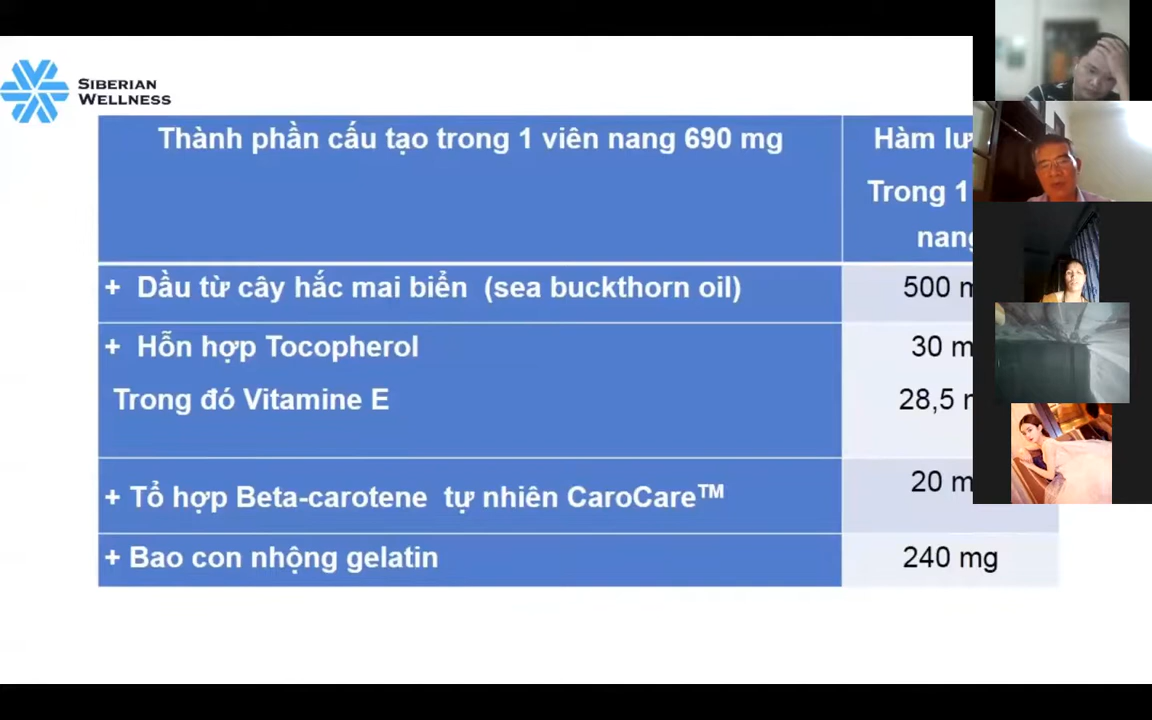 SIBERIAN
WELLNESS
Thành phần cấu tạo trong 1 viên nang 690 mg
Hàm
Trong 1
+ Dầu từ cây hắc mai biển (sea buckthorn oil)
500
+ Hỗn hợp Tocopherol
30
Trong đó Vitamine E
28,5
+ Tổ hợp Beta-carotene tự nhiên CaroCare™
20
+ Bao con nhộng gelatin
240 mg